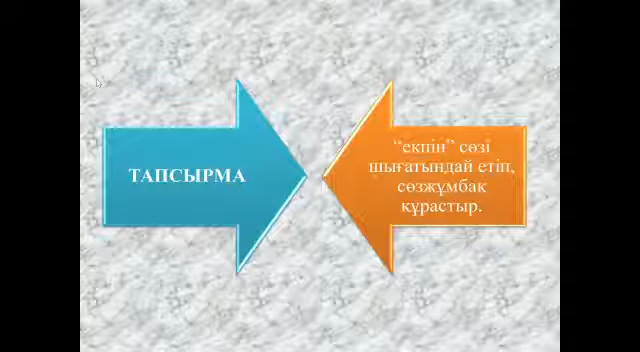 ТАПСЫРМА
“екпін” сөзі
шығатындай етіп,
сөзжұмбақ
құрастыр.